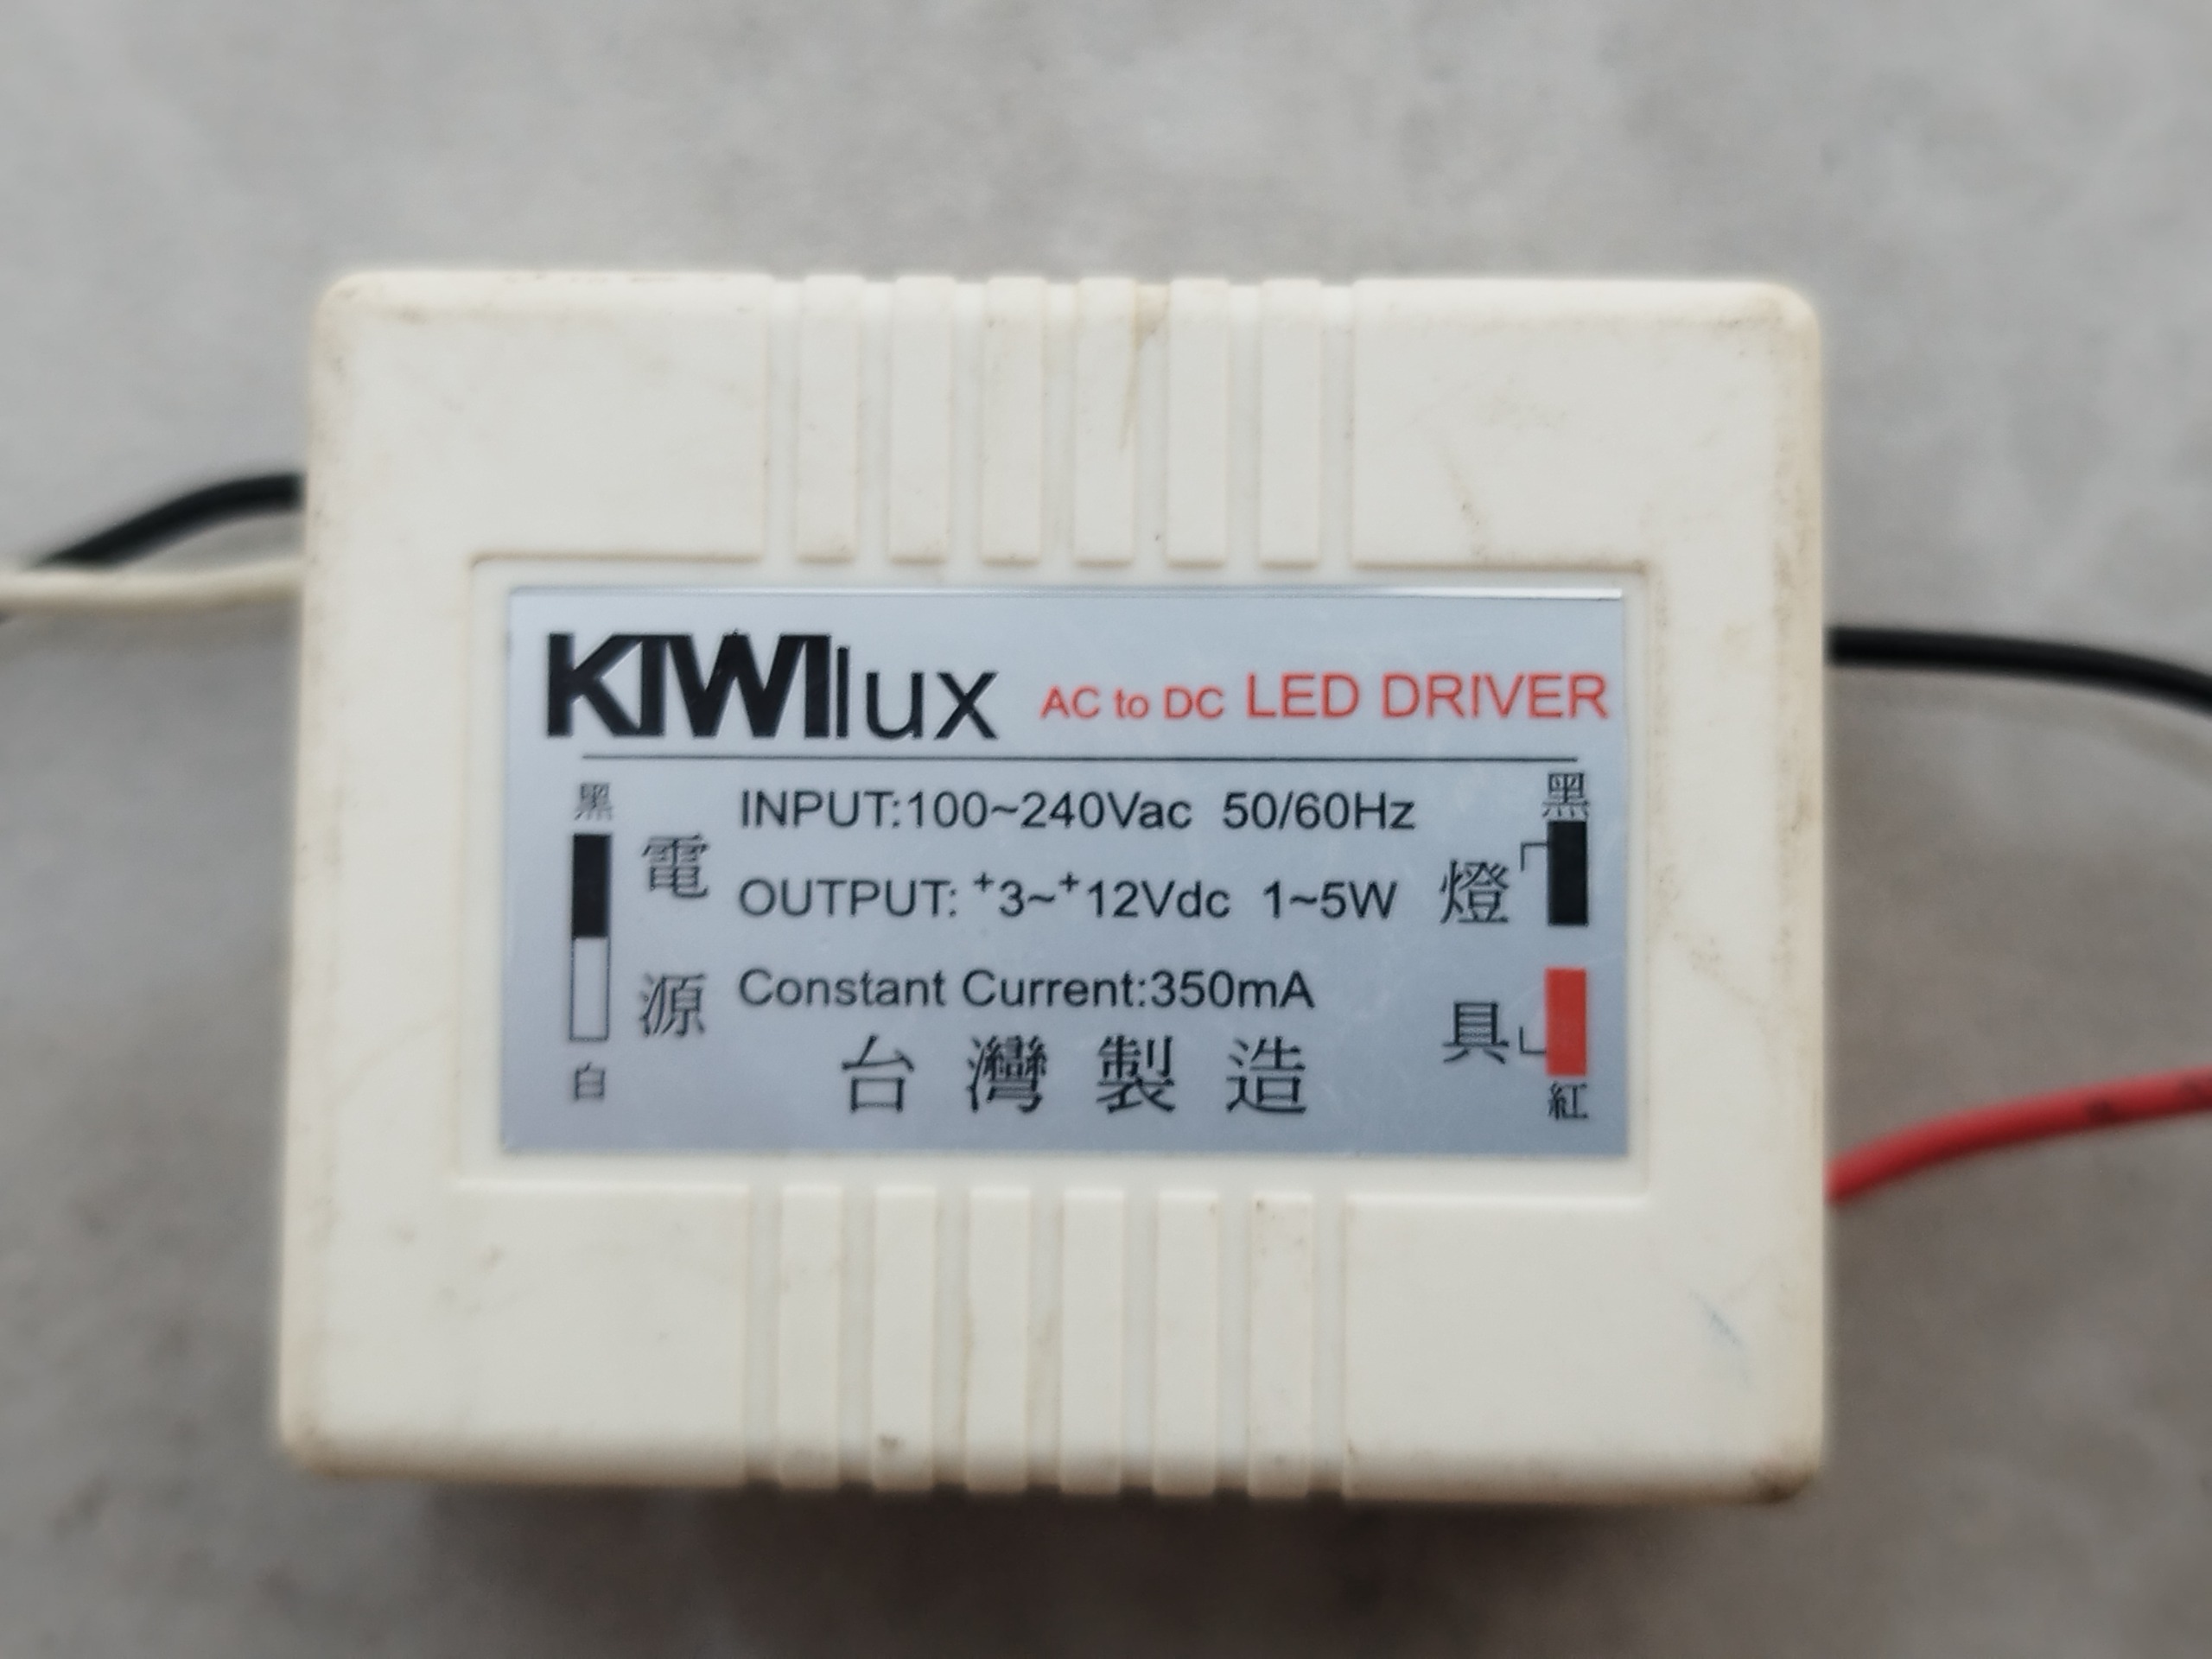 KIWIlux AC to DC LED DRIVER
黑
電源
白
INPUT:100~240Vac 50/60Hz
OUTPUT: +3~+12Vdc 1~5W
Constant Current:350mA
台灣製造
黑
燈具
紅